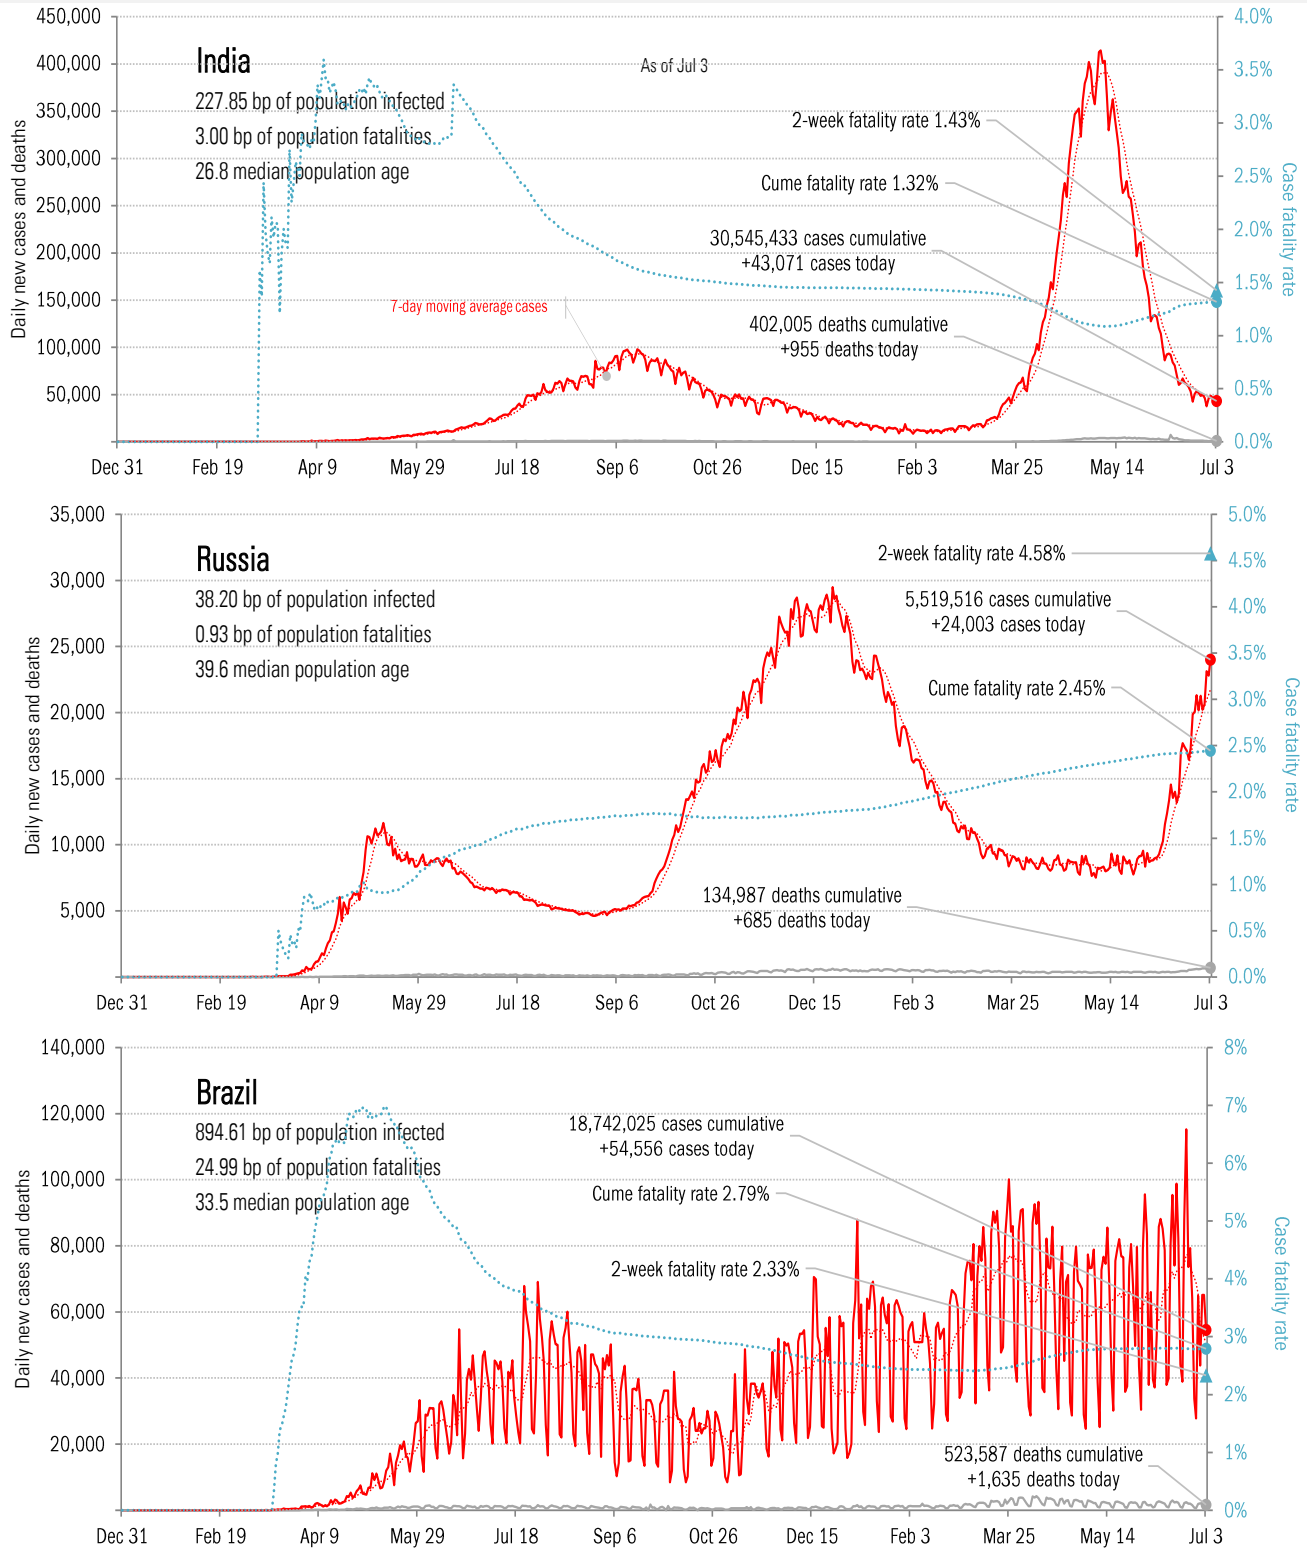 450,000
400,000
350,000
300,000
250,000
200,000
150,000
100,000
50,000
Daily new cases and deaths
India
227.85 bp of population infected
3.00 bp of population fatalities
26.8 median population age
As of Jul 3
2-week fatality rate 1.43%
Cume fatality rate 1.32%
30,545,433 cases cumulative
+43,071 cases today
7-day moving average cases
402,005 deaths cumulative
+955 deaths today
4.0%
3.5%
3.0%
2.5%
2.0%
1.5%
1.0%
0.5%
0.0%
Case fatality rate
Dec 31 Feb 19 Apr 9 May 29 Jul 18 Sep 6 Oct 26 Dec 15 Feb 3 Mar 25 May 14 Jul 3
35,000
30,000
25,000
20,000
15,000
10,000
5,000
Daily new cases and deaths
Russia
38.20 bp of population infected
0.93 bp of population fatalities
39.6 median population age
2-week fatality rate 4.58%
5,519,516 cases cumulative
+24,003 cases today
Cume fatality rate 2.45%
134,987 deaths cumulative
+685 deaths today
5.0%
4.5%
4.0%
3.5%
3.0%
2.5%
2.0%
1.5%
1.0%
0.5%
0.0%
Case fatality rate
Dec 31 Feb 19 Apr 9 May 29 Jul 18 Sep 6 Oct 26 Dec 15 Feb 3 Mar 25 May 14 Jul 3
140,000
120,000
100,000
80,000
60,000
40,000
20,000
Daily new cases and deaths
Brazil
894.61 bp of population infected
24.99 bp of population fatalities
33.5 median population age
18,742,025 cases cumulative
+54,556 cases today
Cume fatality rate 2.79%
2-week fatality rate 2.33%
523,587 deaths cumulative
+1,635 deaths today
8%
7%
6%
5%
4%
3%
2%
1%
0%
Case fatality rate
Dec 31 Feb 19 Apr 9 May 29 Jul 18 Sep 6 Oct 26 Dec 15 Feb 3 Mar 25 May 14 Jul 3